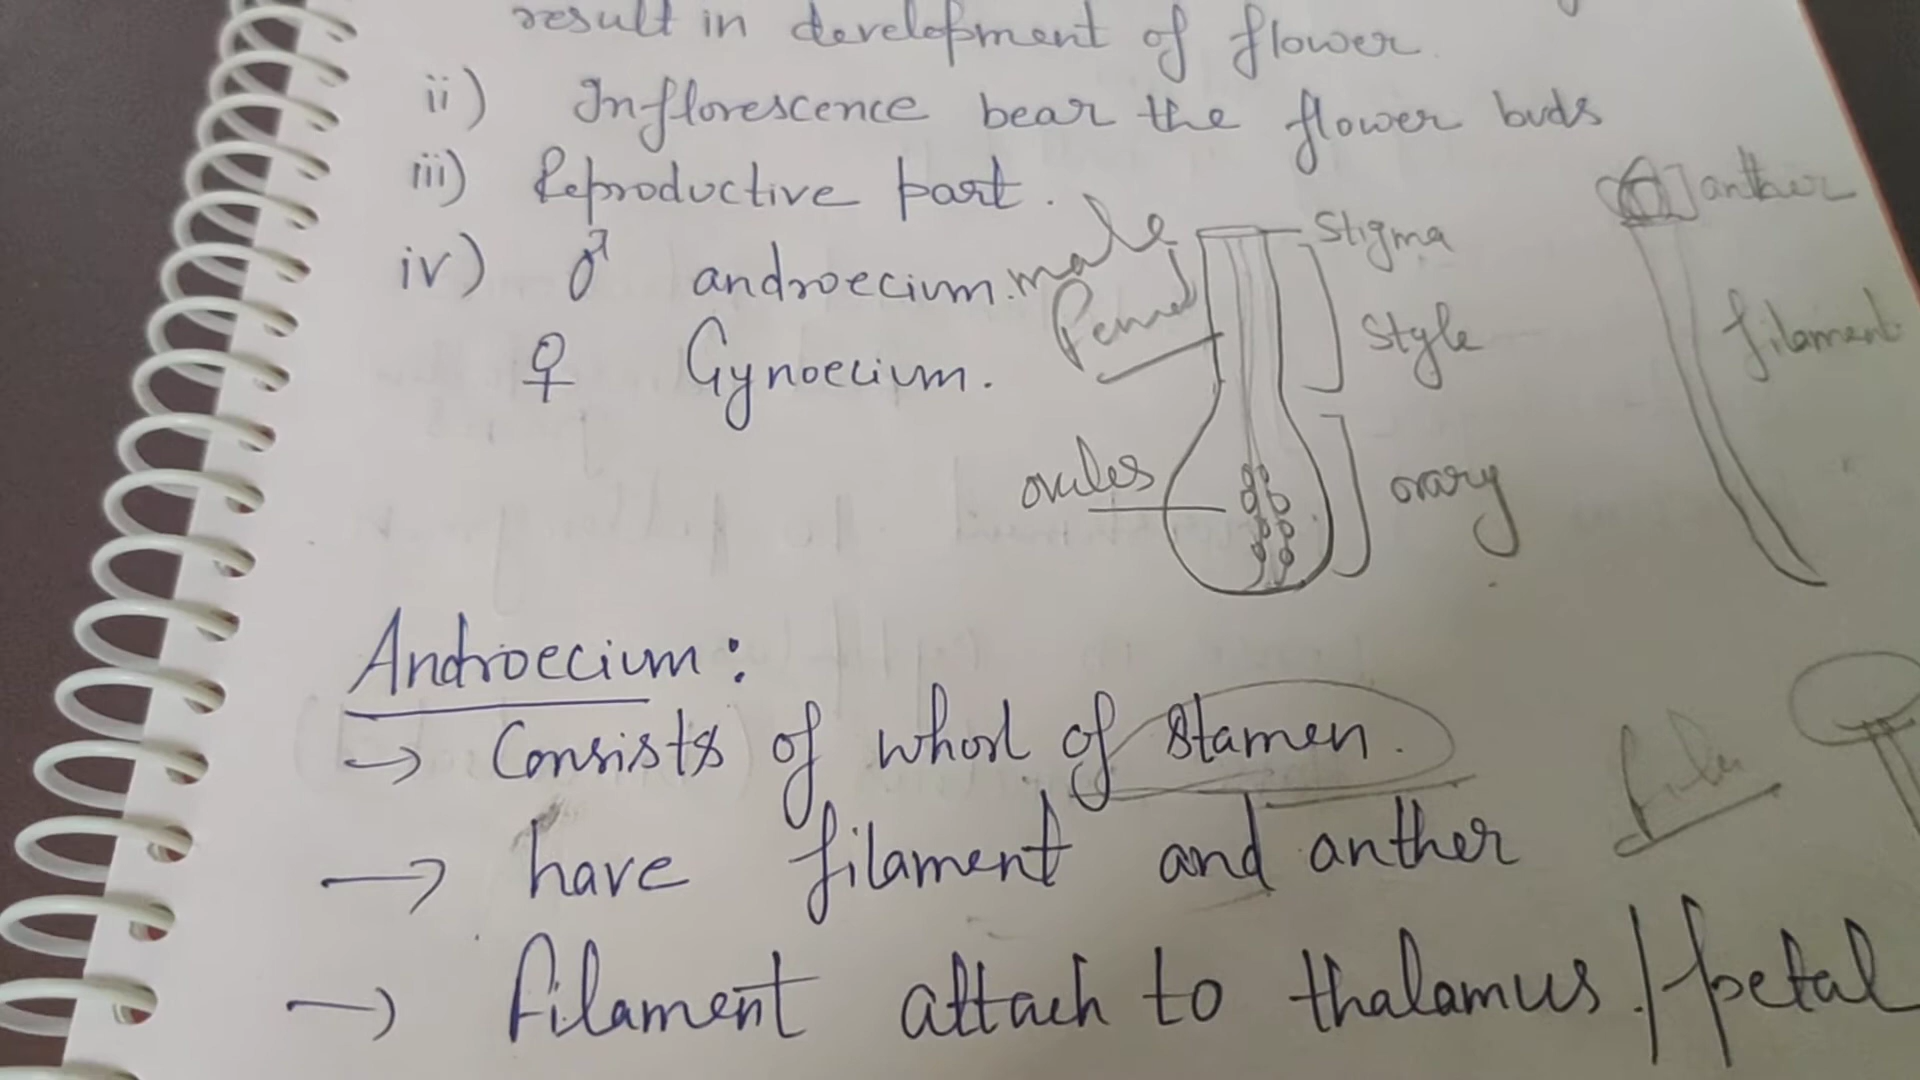 result in development of flower.
ii) Inflorescence bear the flower buds
iii) Reproductive part.
iv) ♂ androecium. male
♀ Gynoecium.
Stigma
Style
ovules
ovary
anther
filament
Androecium:
→ Consists of whorl of stamen.
→ have filament and anther
→ filament attach to thalamus / petal